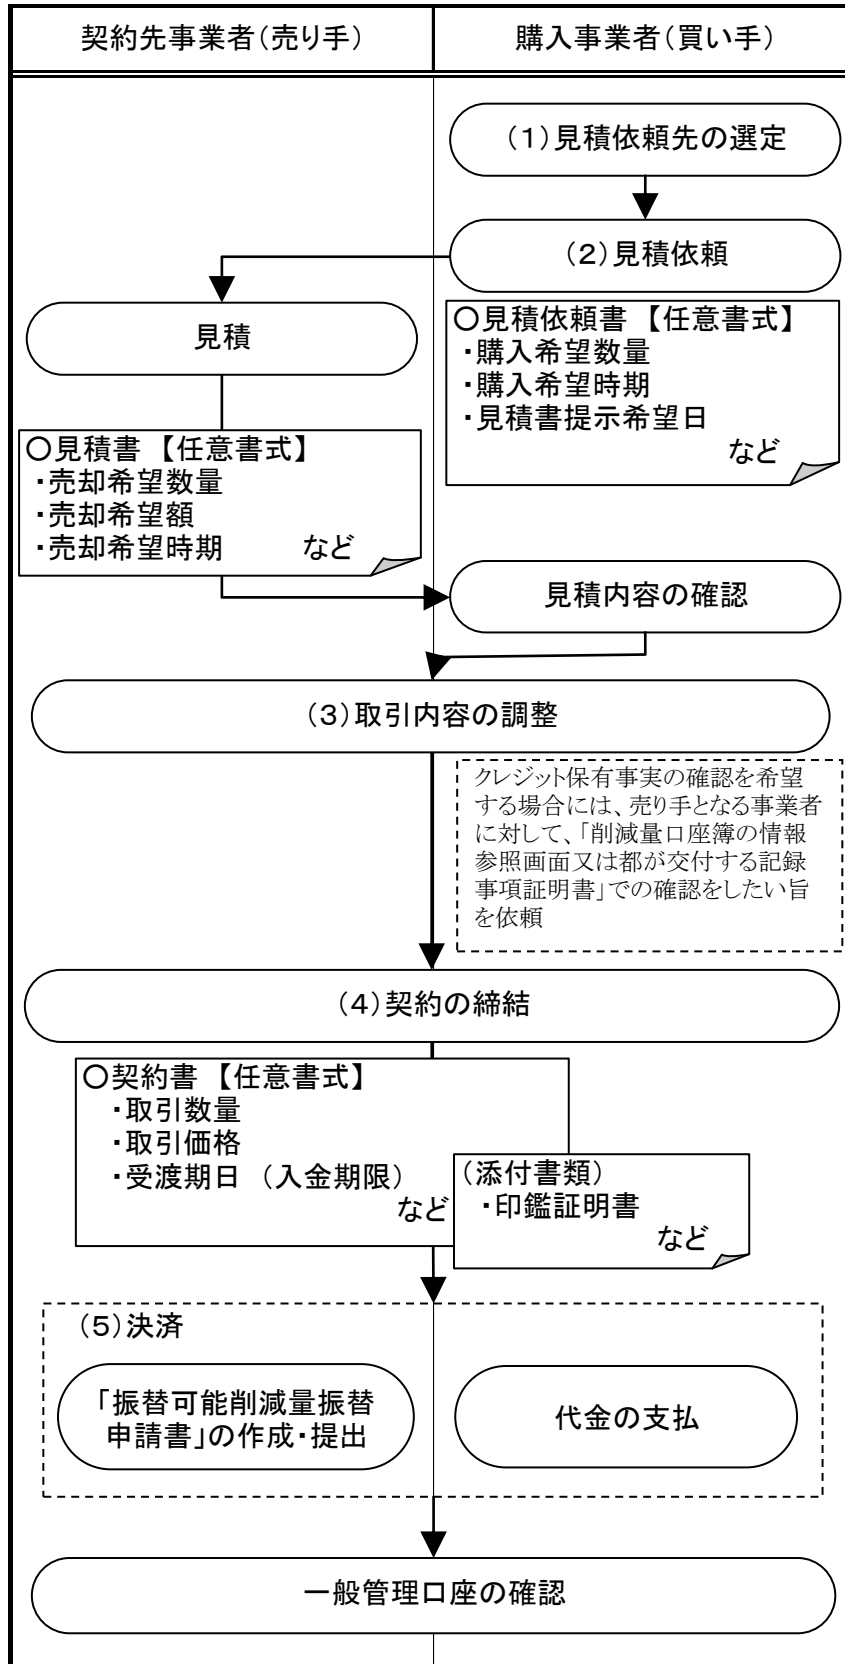 契約先事業者(売り手)
購入事業者(買い手)
(1)見積依頼先の選定
(2)見積依頼
見積
○見積依頼書 【任意書式】
・購入希望数量
・購入希望時期
・見積書提示希望日
など
○見積書 【任意書式】
・売却希望数量
・売却希望額
・売却希望時期 など
見積内容の確認
(3)取引内容の調整
クレジット保有事実の確認を希望
する場合には、売り手となる事業者
に対して、「削減量口座簿の情報
参照画面又は都が交付する記録
事項証明書」での確認をしたい旨
を依頼
(4)契約の締結
○契約書 【任意書式】
・取引数量
・取引価格
・受渡期日 (入金期限)
など
(添付書類)
・印鑑証明書
など
(5)決済
「振替可能削減量振替
申請書」の作成・提出
代金の支払
一般管理口座の確認